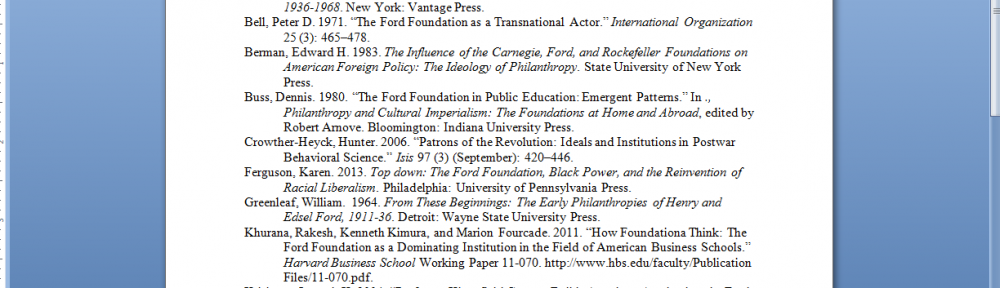 1936-1968. New York: Vantage Press.
Bell, Peter D. 1971. “The Ford Foundation as a Transnational Actor.” International Organization
25 (3): 465–478.
Berman, Edward H. 1983. The Influence of the Carnegie, Ford, and Rockefeller Foundations on
American Foreign Policy: The Ideology of Philanthropy. State University of New York
Press.
Buss, Dennis. 1980. “The Ford Foundation in Public Education: Emergent Patterns.” In .,
Philanthropy and Cultural Imperialism: The Foundations at Home and Abroad, edited by
Robert Arnove. Bloomington: Indiana University Press.
Crowther-Heyck, Hunter. 2006. “Patrons of the Revolution: Ideals and Institutions in Postwar
Behavioral Science.” Isis 97 (3) (September): 420–446.
Ferguson, Karen. 2013. Top down: The Ford Foundation, Black Power, and the Reinvention of
Racial Liberalism. Philadelphia: University of Pennsylvania Press.
Greenleaf, William. 1964. From These Beginnings: The Early Philanthropies of Henry and
Edsel Ford, 1911-36. Detroit: Wayne State University Press.
Khurana, Rakesh, Kenneth Kimura, and Marion Fourcade. 2011. “How Foundationa Think: The
Ford Foundation as a Dominating Institution in the Field of American Business Schools.”
Harvard Business School Working Paper 11-070. http://www.hbs.edu/faculty/Publication
Files/11-070.pdf.